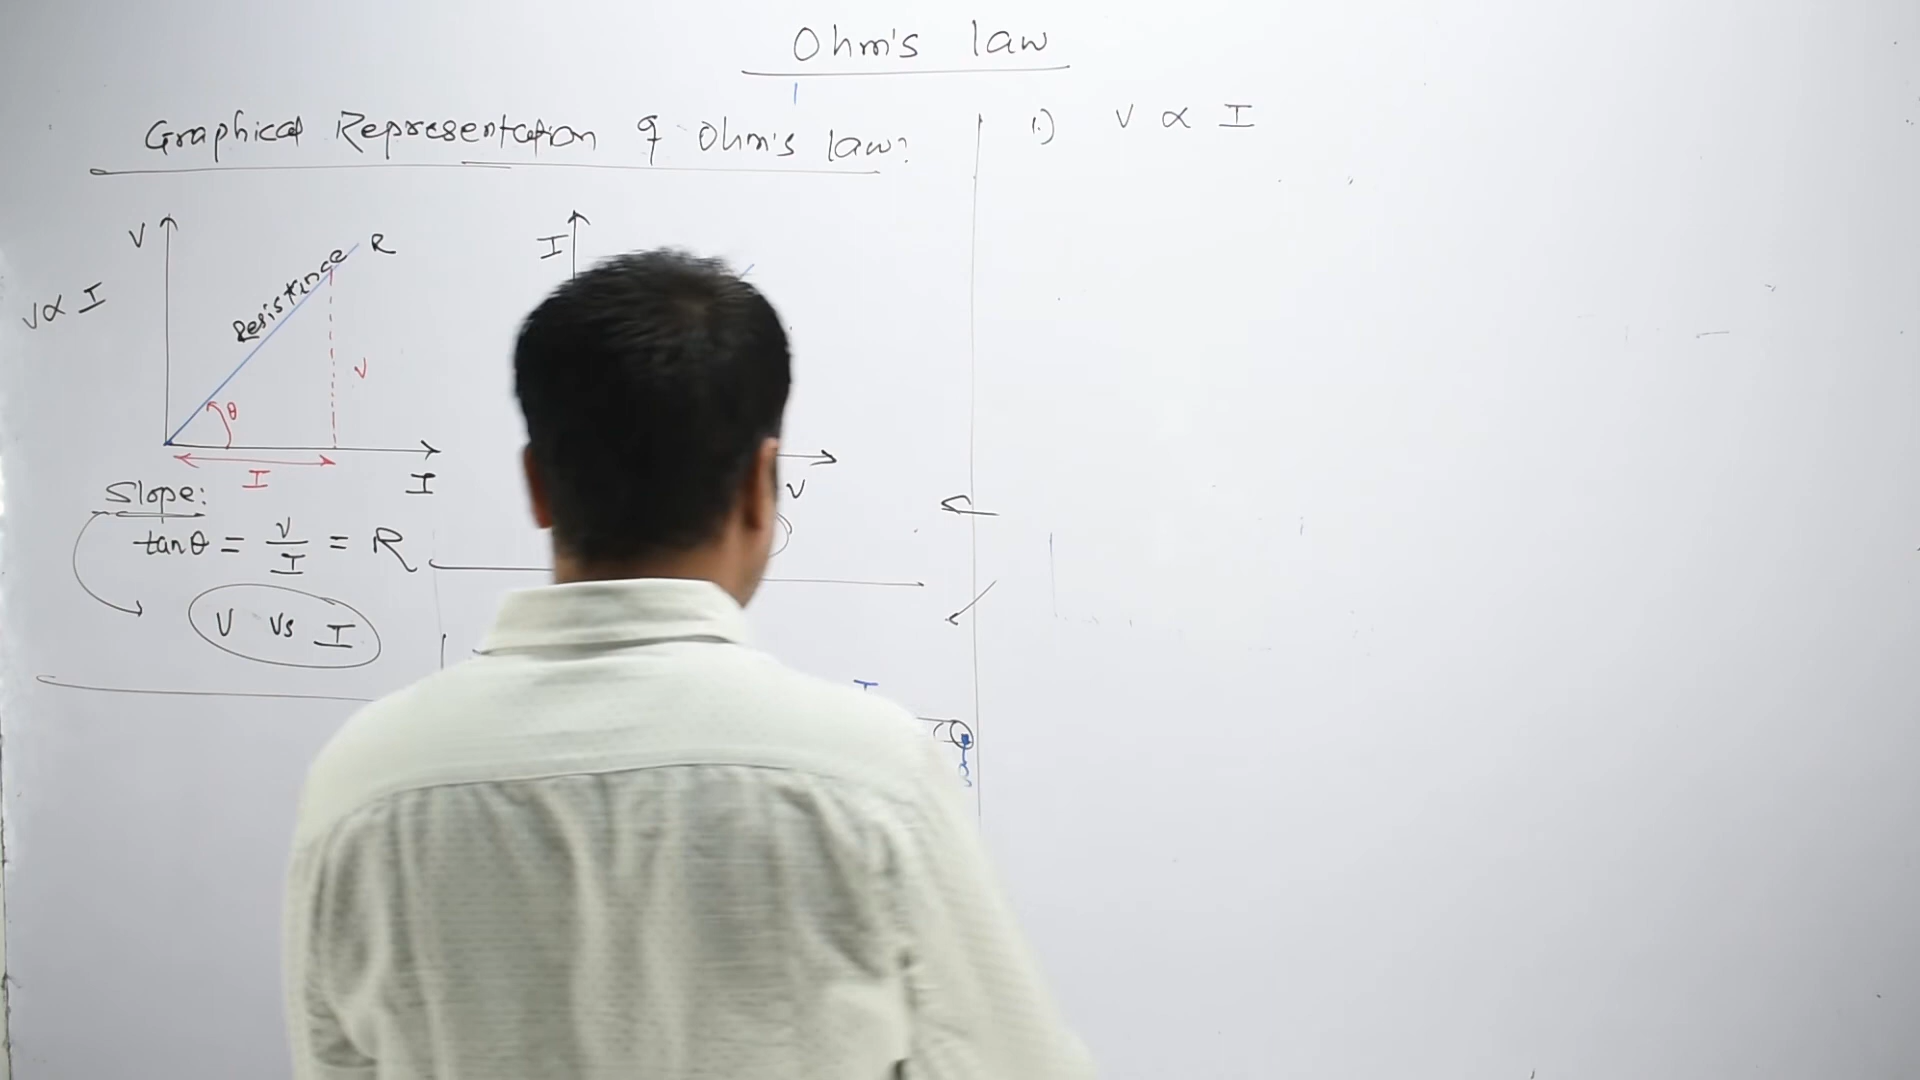 Ohm's law
Graphical Representation of Ohm's law:
V
R
Resistance
V ∝ I
V
θ
I
I
Slope:
tanθ = V/I = R
V vs I
I
V
I
1.) V ∝ I